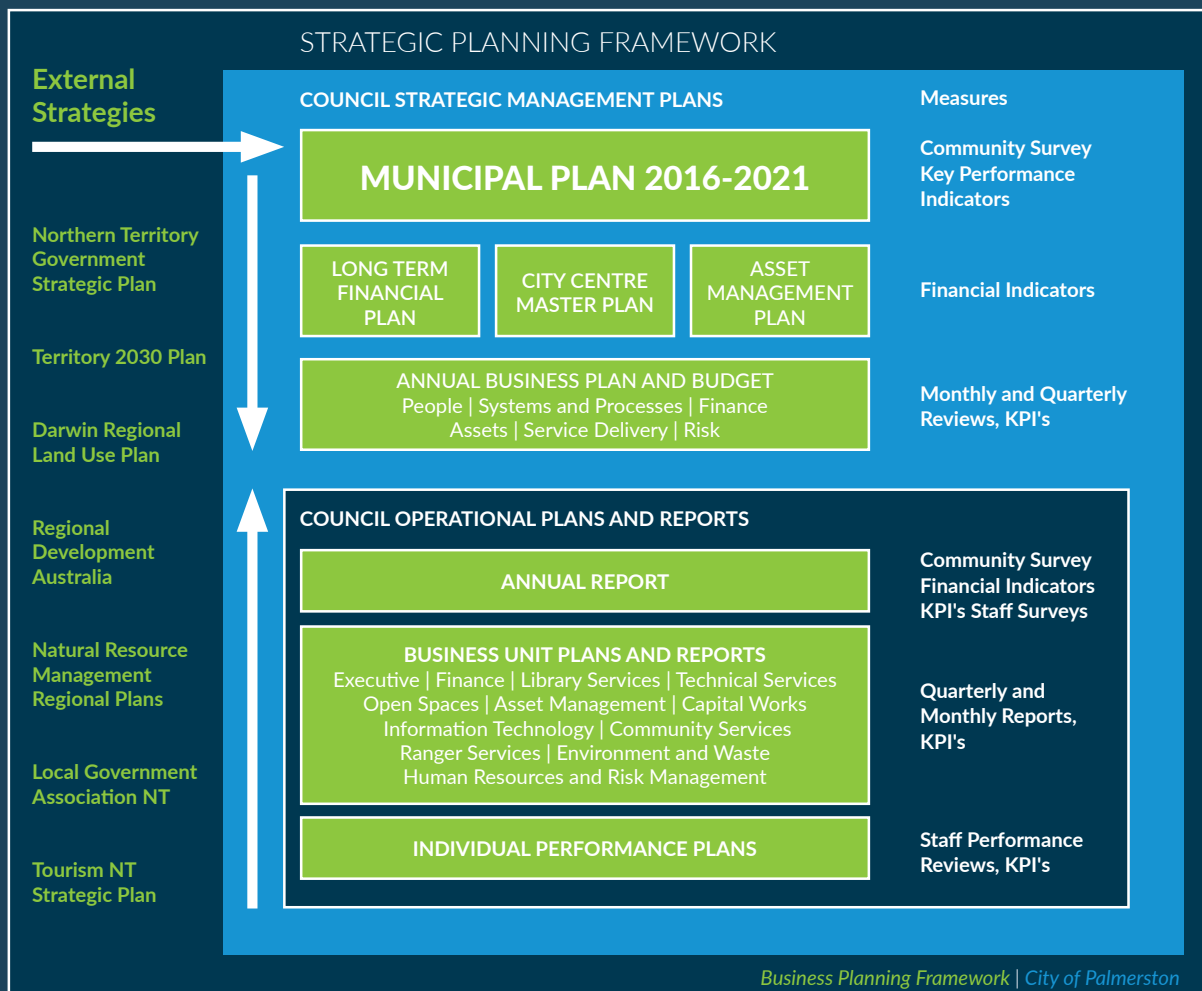 STRATEGIC PLANNING FRAMEWORK
External
Strategies
Northern Territory
Government
Strategic Plan
Territory 2030 Plan
Darwin Regional
Land Use Plan
Regional
Development
Australia
Natural Resource
Management
Regional Plans
Local Government
Association NT
Tourism NT
Strategic Plan
COUNCIL STRATEGIC MANAGEMENT PLANS
Measures
MUNICIPAL PLAN 2016-2021
Community Survey
Key Performance
Indicators
LONG TERM
FINANCIAL
PLAN
CITY CENTRE
MASTER PLAN
ASSET
MANAGEMENT
PLAN
Financial Indicators
ANNUAL BUSINESS PLAN AND BUDGET
People | Systems and Processes | Finance
Assets | Service Delivery | Risk
Monthly and Quarterly
Reviews, KPI's
COUNCIL OPERATIONAL PLANS AND REPORTS
ANNUAL REPORT
Community Survey
Financial Indicators
KPI's Staff Surveys
BUSINESS UNIT PLANS AND REPORTS
Executive | Finance | Library Services | Technical Services
Open Spaces | Asset Management | Capital Works
Information Technology | Community Services
Ranger Services | Environment and Waste
Human Resources and Risk Management
Quarterly and
Monthly Reports,
KPI's
INDIVIDUAL PERFORMANCE PLANS
Staff Performance
Reviews, KPI's
Business Planning Framework | City of Palmerston